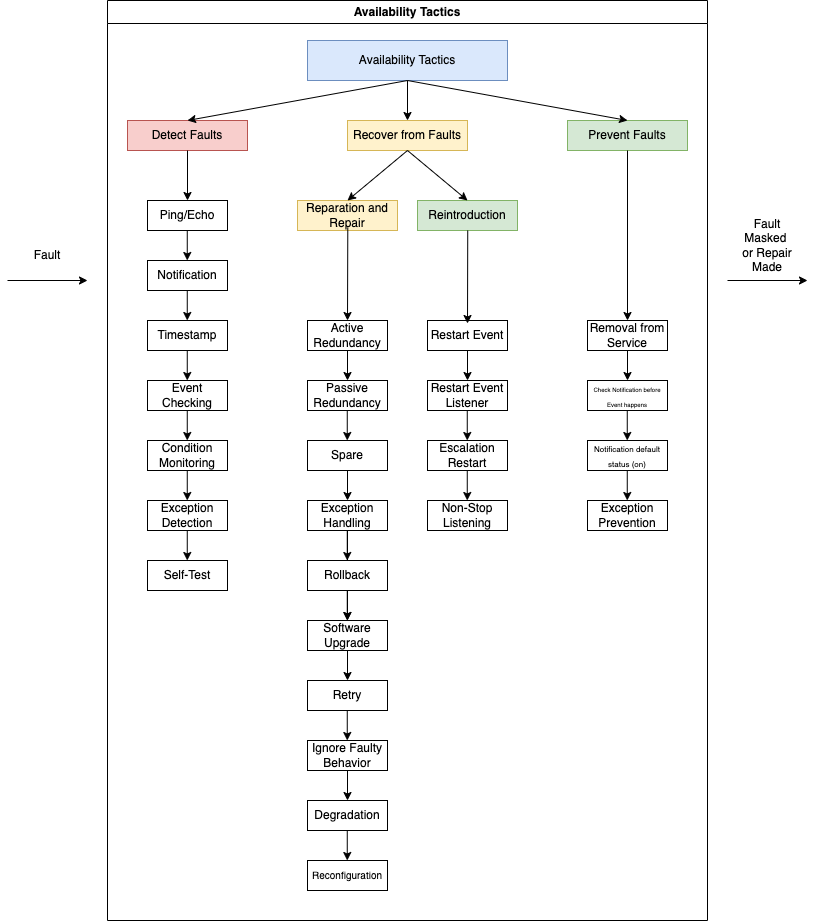 Availability Tactics
Availability Tactics
Detect Faults
Recover from Faults
Prevent Faults
Ping/Echo
Reparation and
Repair
Reintroduction
Fault
Notification
Fault
Masked
or Repair
Made
Timestamp
Active
Redundancy
Restart Event
Removal from
Service
Event
Checking
Passive
Redundancy
Restart Event
Listener
Check Notification before
Event happens
Condition
Monitoring
Spare
Escalation
Restart
Notification default
status (on)
Exception
Detection
Exception
Handling
Non-Stop
Listening
Exception
Prevention
Self-Test
Rollback
Software
Upgrade
Retry
Ignore Faulty
Behavior
Degradation
Reconfiguration